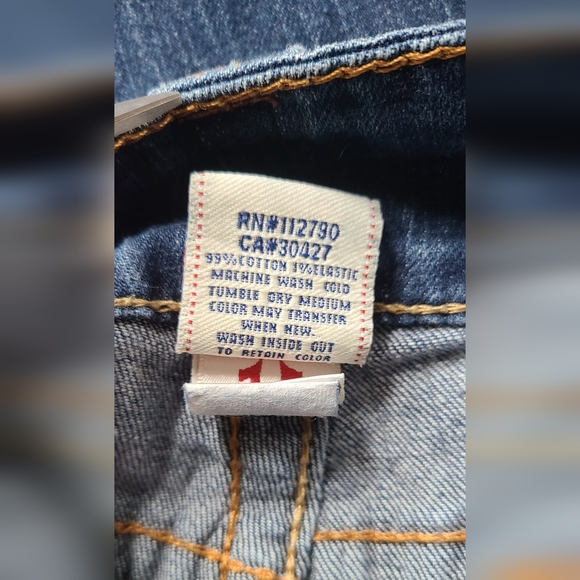 RN#112790
CA#30427
99%COTTON 1%ELASTIC
MACHINE WASH COLD
TUMBLE DRY MEDIUM
COLOR MAY TRANSFER
WHEN NEW.
WASH INSIDE OUT
TO RETAIN COLOR